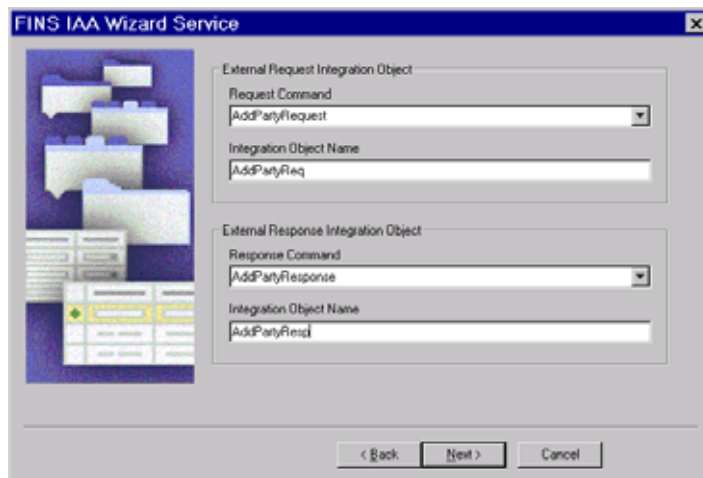 FINS IAA Wizard Service
External Request Integration Object
Request Command
AddPartyRequest
Integration Object Name
AddPartyReq
External Response Integration Object
Response Command
AddPartyResponse
Integration Object Name
AddPartyResp
< Back Next > Cancel